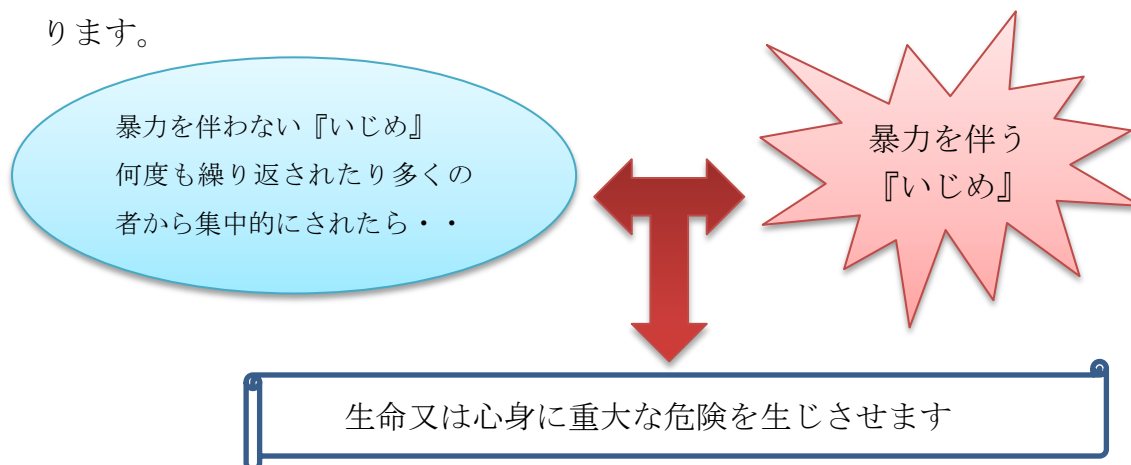 ります。
暴力を伴わない『いじめ』
何度も繰り返されたり多くの
者から集中的にされたら・・
暴力を伴う
『いじめ』
生命又は心身に重大な危険を生じさせます